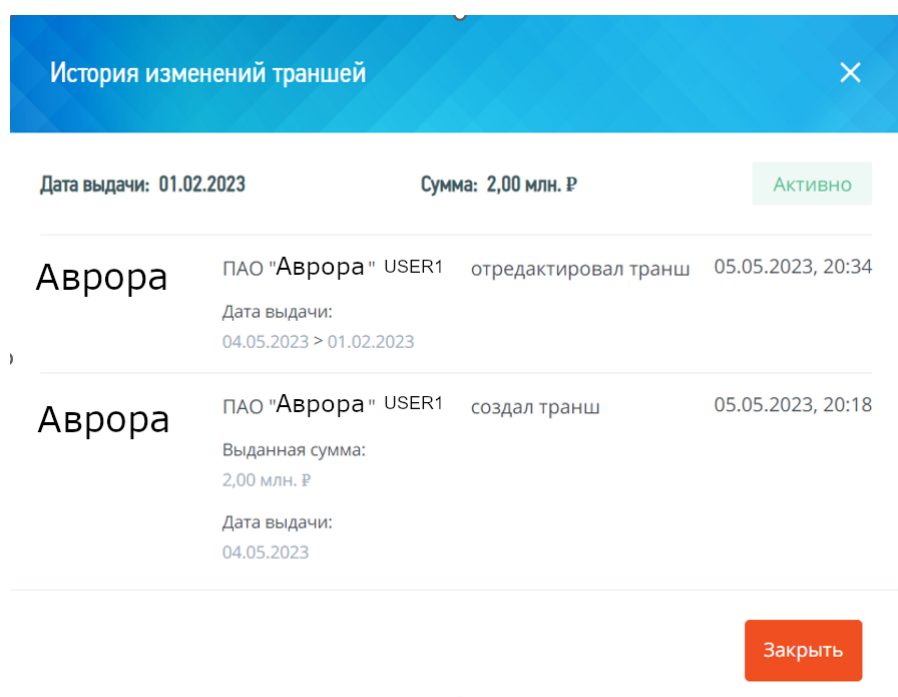 История изменений траншей
Дата выдачи: 01.02.2023 Сумма: 2,00 млн. ₽ Активно
Аврора ПАО "Аврора" USER1 отредактировал транш 05.05.2023, 20:34
Дата выдачи:
04.05.2023 > 01.02.2023
Аврора ПАО "Аврора" USER1 создал транш 05.05.2023, 20:18
Выданная сумма:
2,00 млн. ₽
Дата выдачи:
04.05.2023
Закрыть